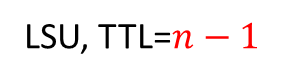 LSU, TTL=n − 1